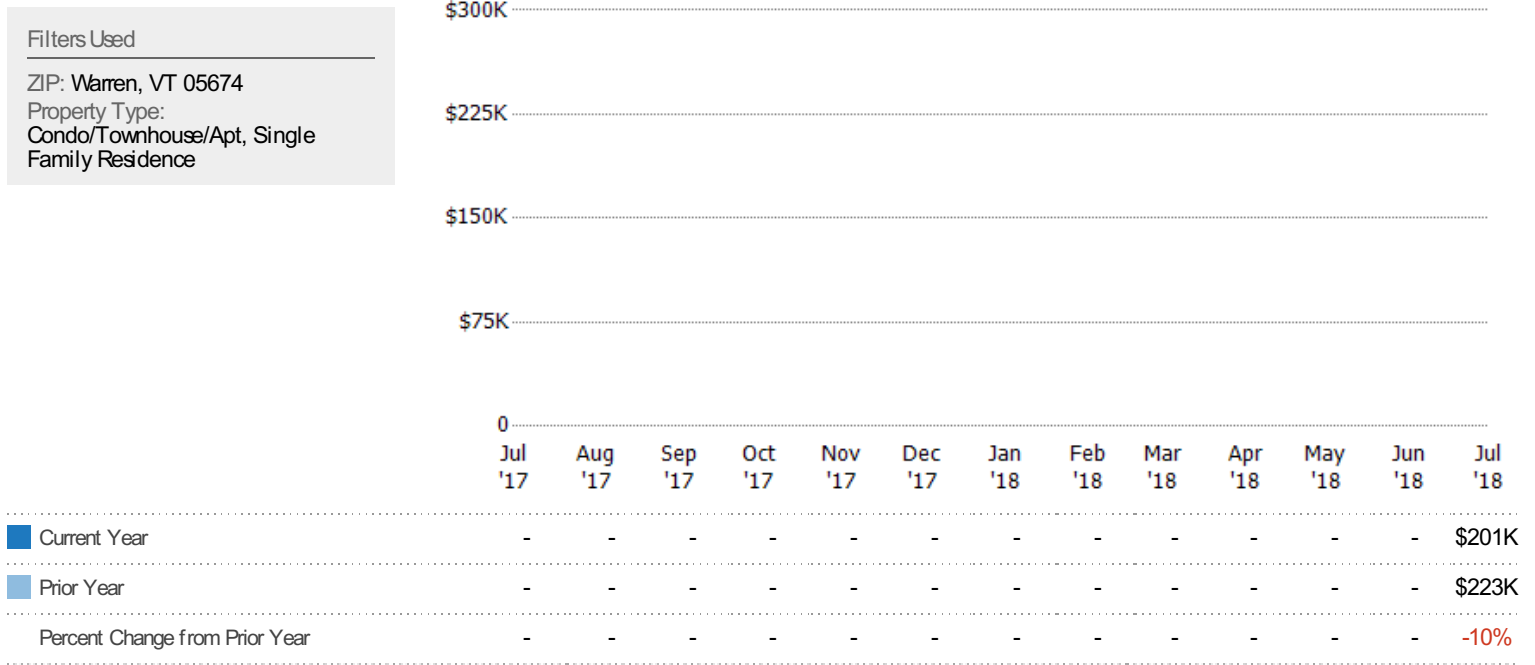 Filters Used
ZIP: Warren, VT 05674
Property Type:
Condo/Townhouse/Apt, Single
Family Residence
$300K
$225K
$150K
$75K
0
Jul Aug Sep Oct Nov Dec Jan Feb Mar Apr May Jun Jul
'17 '17 '17 '17 '17 '17 '18 '18 '18 '18 '18 '18 '18
Current Year - - - - - - - - - - - - $201K
Prior Year - - - - - - - - - - - - $223K
Percent Change from Prior Year - - - - - - - - - - - - -10%